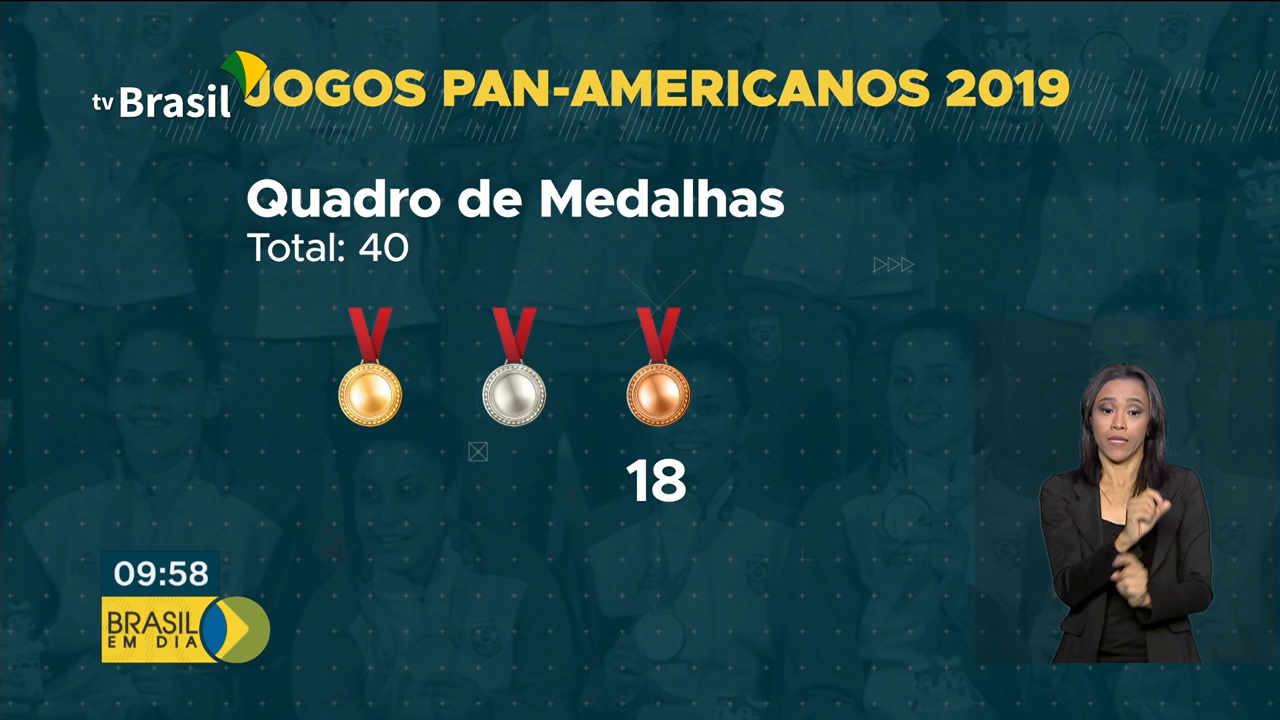 tv Brasil
JOGOS PAN-AMERICANOS 2019
Quadro de Medalhas
Total: 40
18
09:58
BRASIL
EM DIA